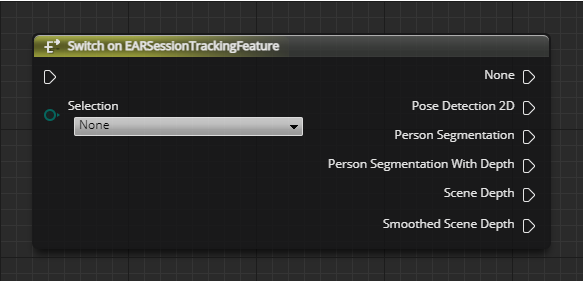 Switch on EARSessionTrackingFeature
None
Pose Detection 2D
Selection
None
Person Segmentation
Person Segmentation With Depth
Scene Depth
Smoothed Scene Depth